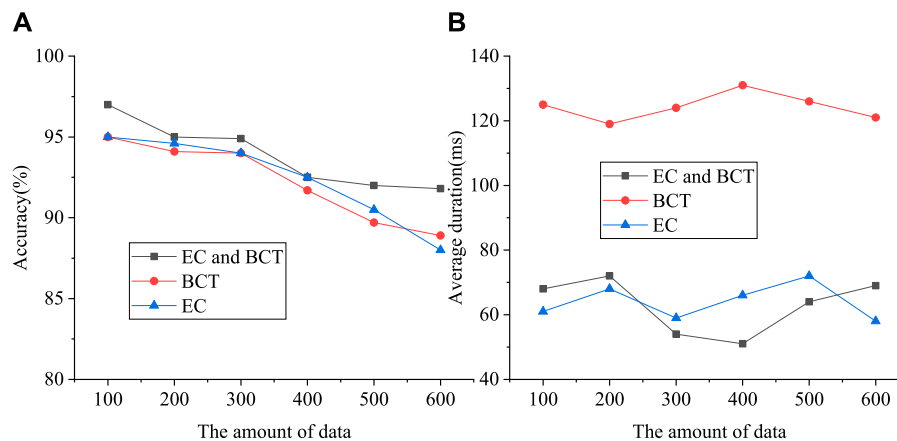 A
100
95
90
85
80
Accuracy(%)
EC and BCT
BCT
EC
100 200 300 400 500 600
The amount of data
B
140
120
100
80
60
40
Average duration(ms)
EC and BCT
BCT
EC
100 200 300 400 500 600
The amount of data